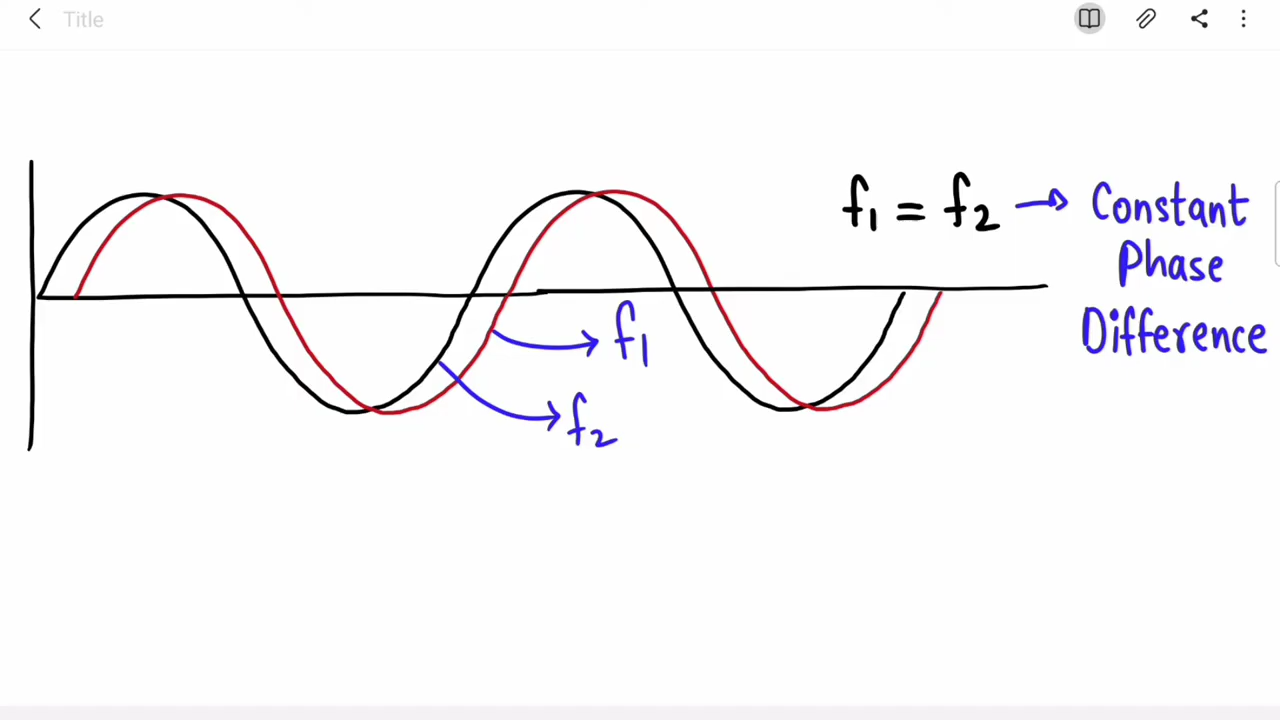 Title
f₁ = f₂ → Constant
Phase
Difference
f₁
f₂